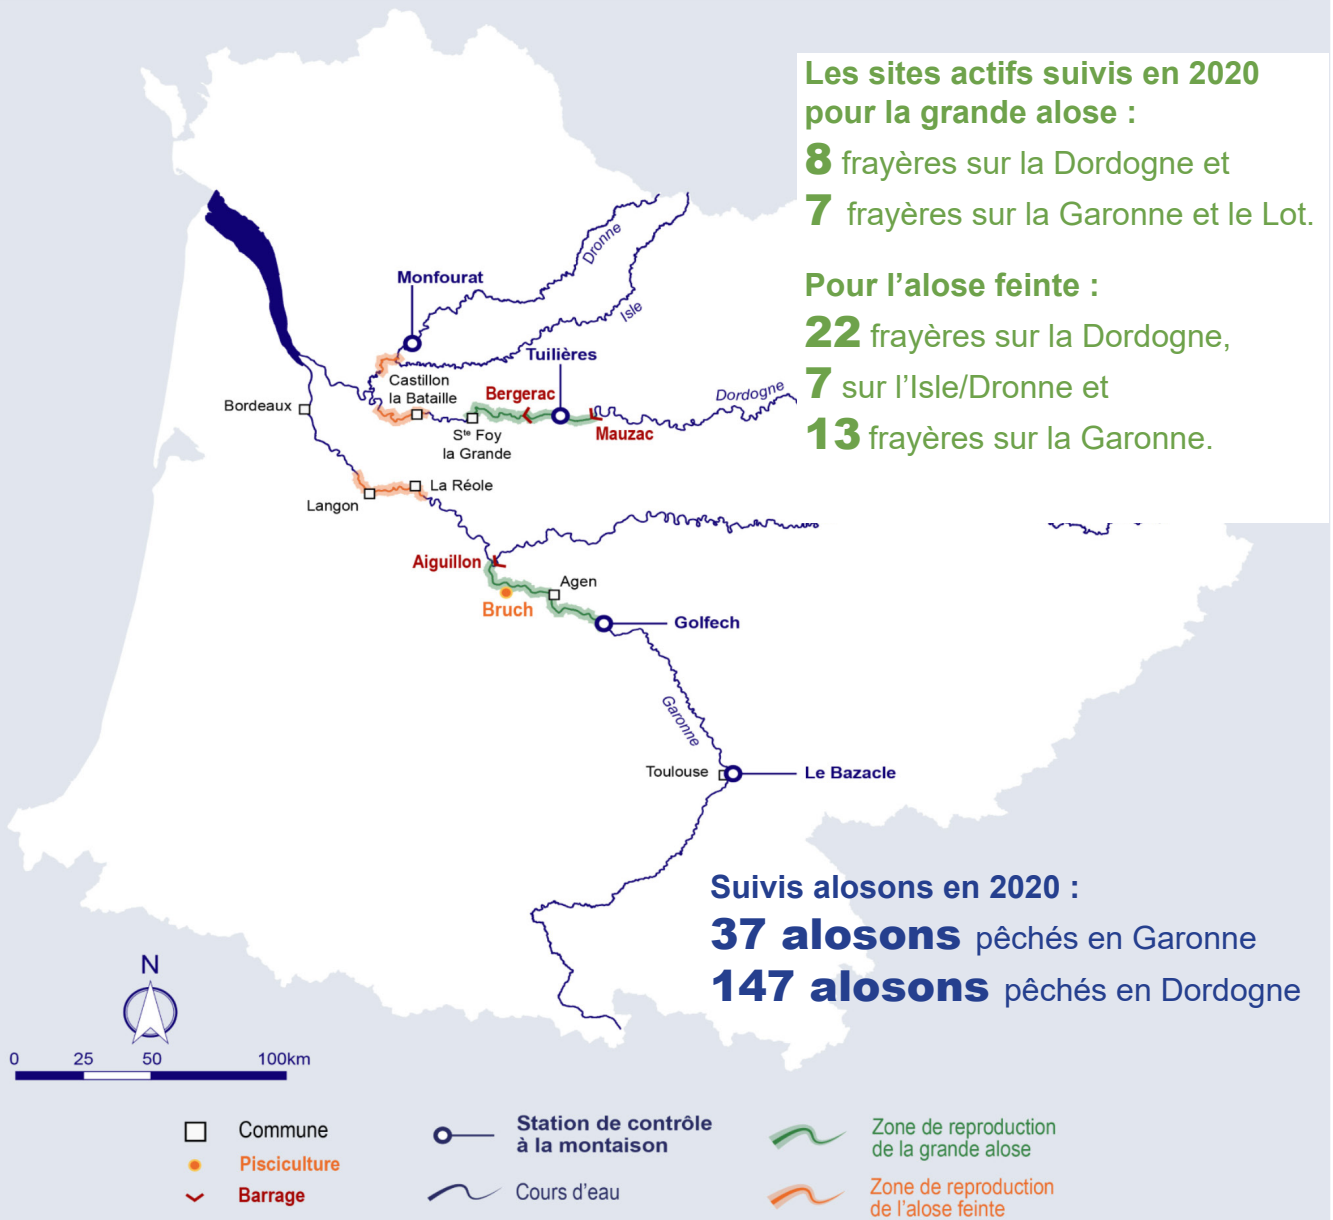 Les sites actifs suivis en 2020
pour la grande alose :
8 frayères sur la Dordogne et
7 frayères sur la Garonne et le Lot.
Pour l'alose feinte :
22 frayères sur la Dordogne,
7 sur l'Isle/Dronne et
13 frayères sur la Garonne.
Dronne
Isle
Monfourat
Tuilières
Castillon
la Bataille
Bergerac
Dordogne
Bordeaux
Ste Foy
la Grande
Mauzac
La Réole
Langon
Aiguillon
Agen
Bruch
Golfech
Garonne
Toulouse
Le Bazacle
Suivis alosons en 2020 :
37 alosons pêchés en Garonne
147 alosons pêchés en Dordogne
N
0 25 50 100km
Commune
Pisciculture
Barrage
Station de contrôle
à la montaison
Cours d'eau
Zone de reproduction
de la grande alose
Zone de reproduction
de l'alose feinte